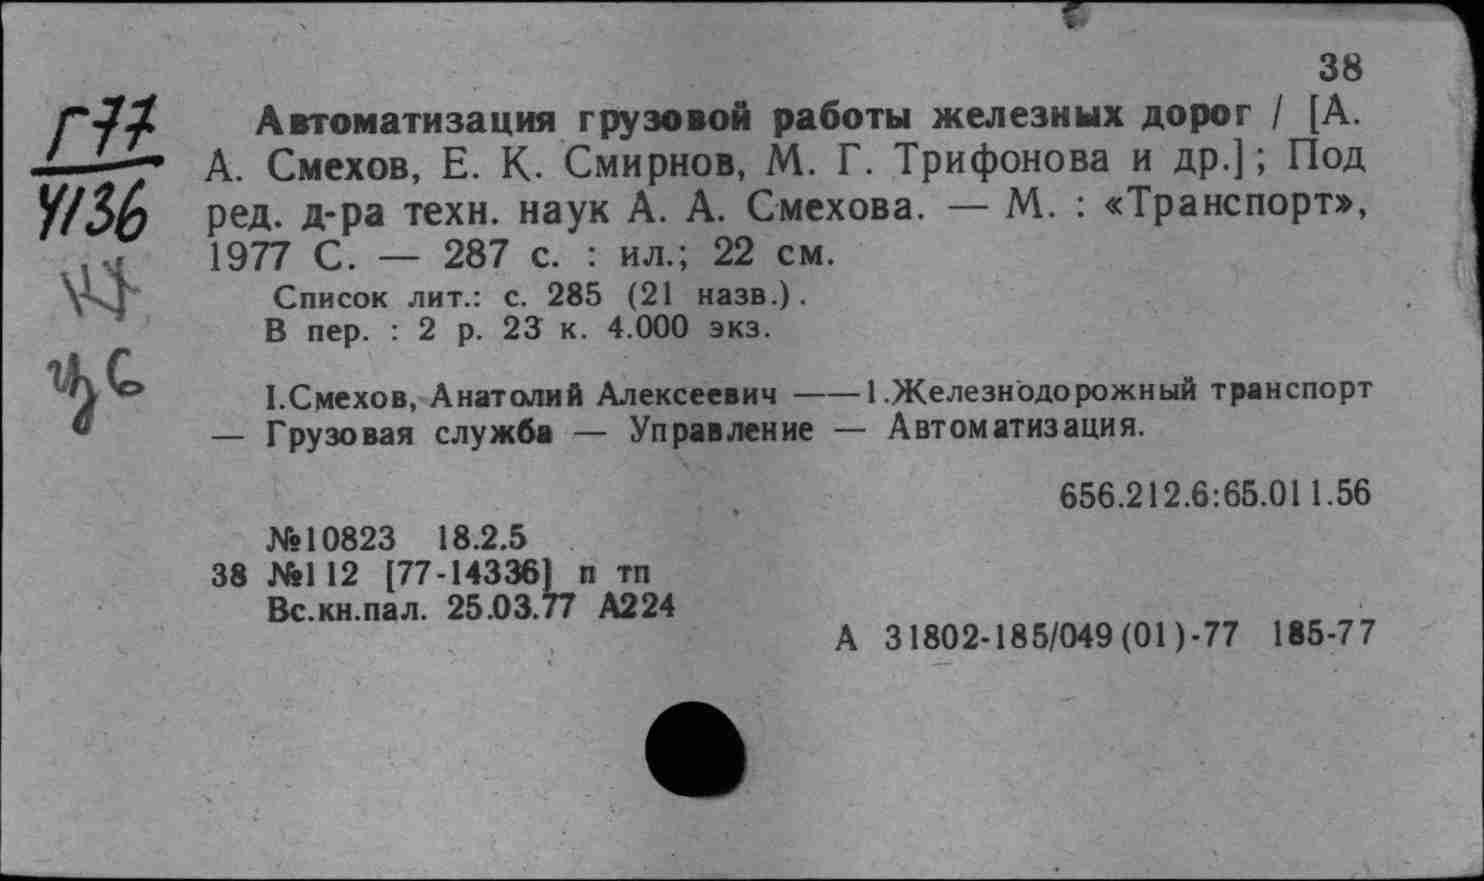 38
Г77
Ч136
чз
Автоматизация грузовой работы железных дорог / [А.
А. Смехов, Е. К. Смирнов, М. Г. Трифонова и др.] ; Под
ред. д-ра техн. наук А. А. Смехова. — М. : «Транспорт»,
1977 С. — 287 с. : ил.; 22 см.
Список лит.: с. 285 (21 назв.).
В пер. : 2 р. 23 к. 4.000 экз.
I.Смехов, Анатолий Алексеевич —— 1.Железнодорожный транспорт
— Грузовая служба — Управление — Автоматизация.
656.212.6:65.011.56
№10823 18.2.5
38 №112 [77-14336] п тп
Вс.кн.пал. 25.03.77 А224
А 31802-185/049(01)-77 185-77